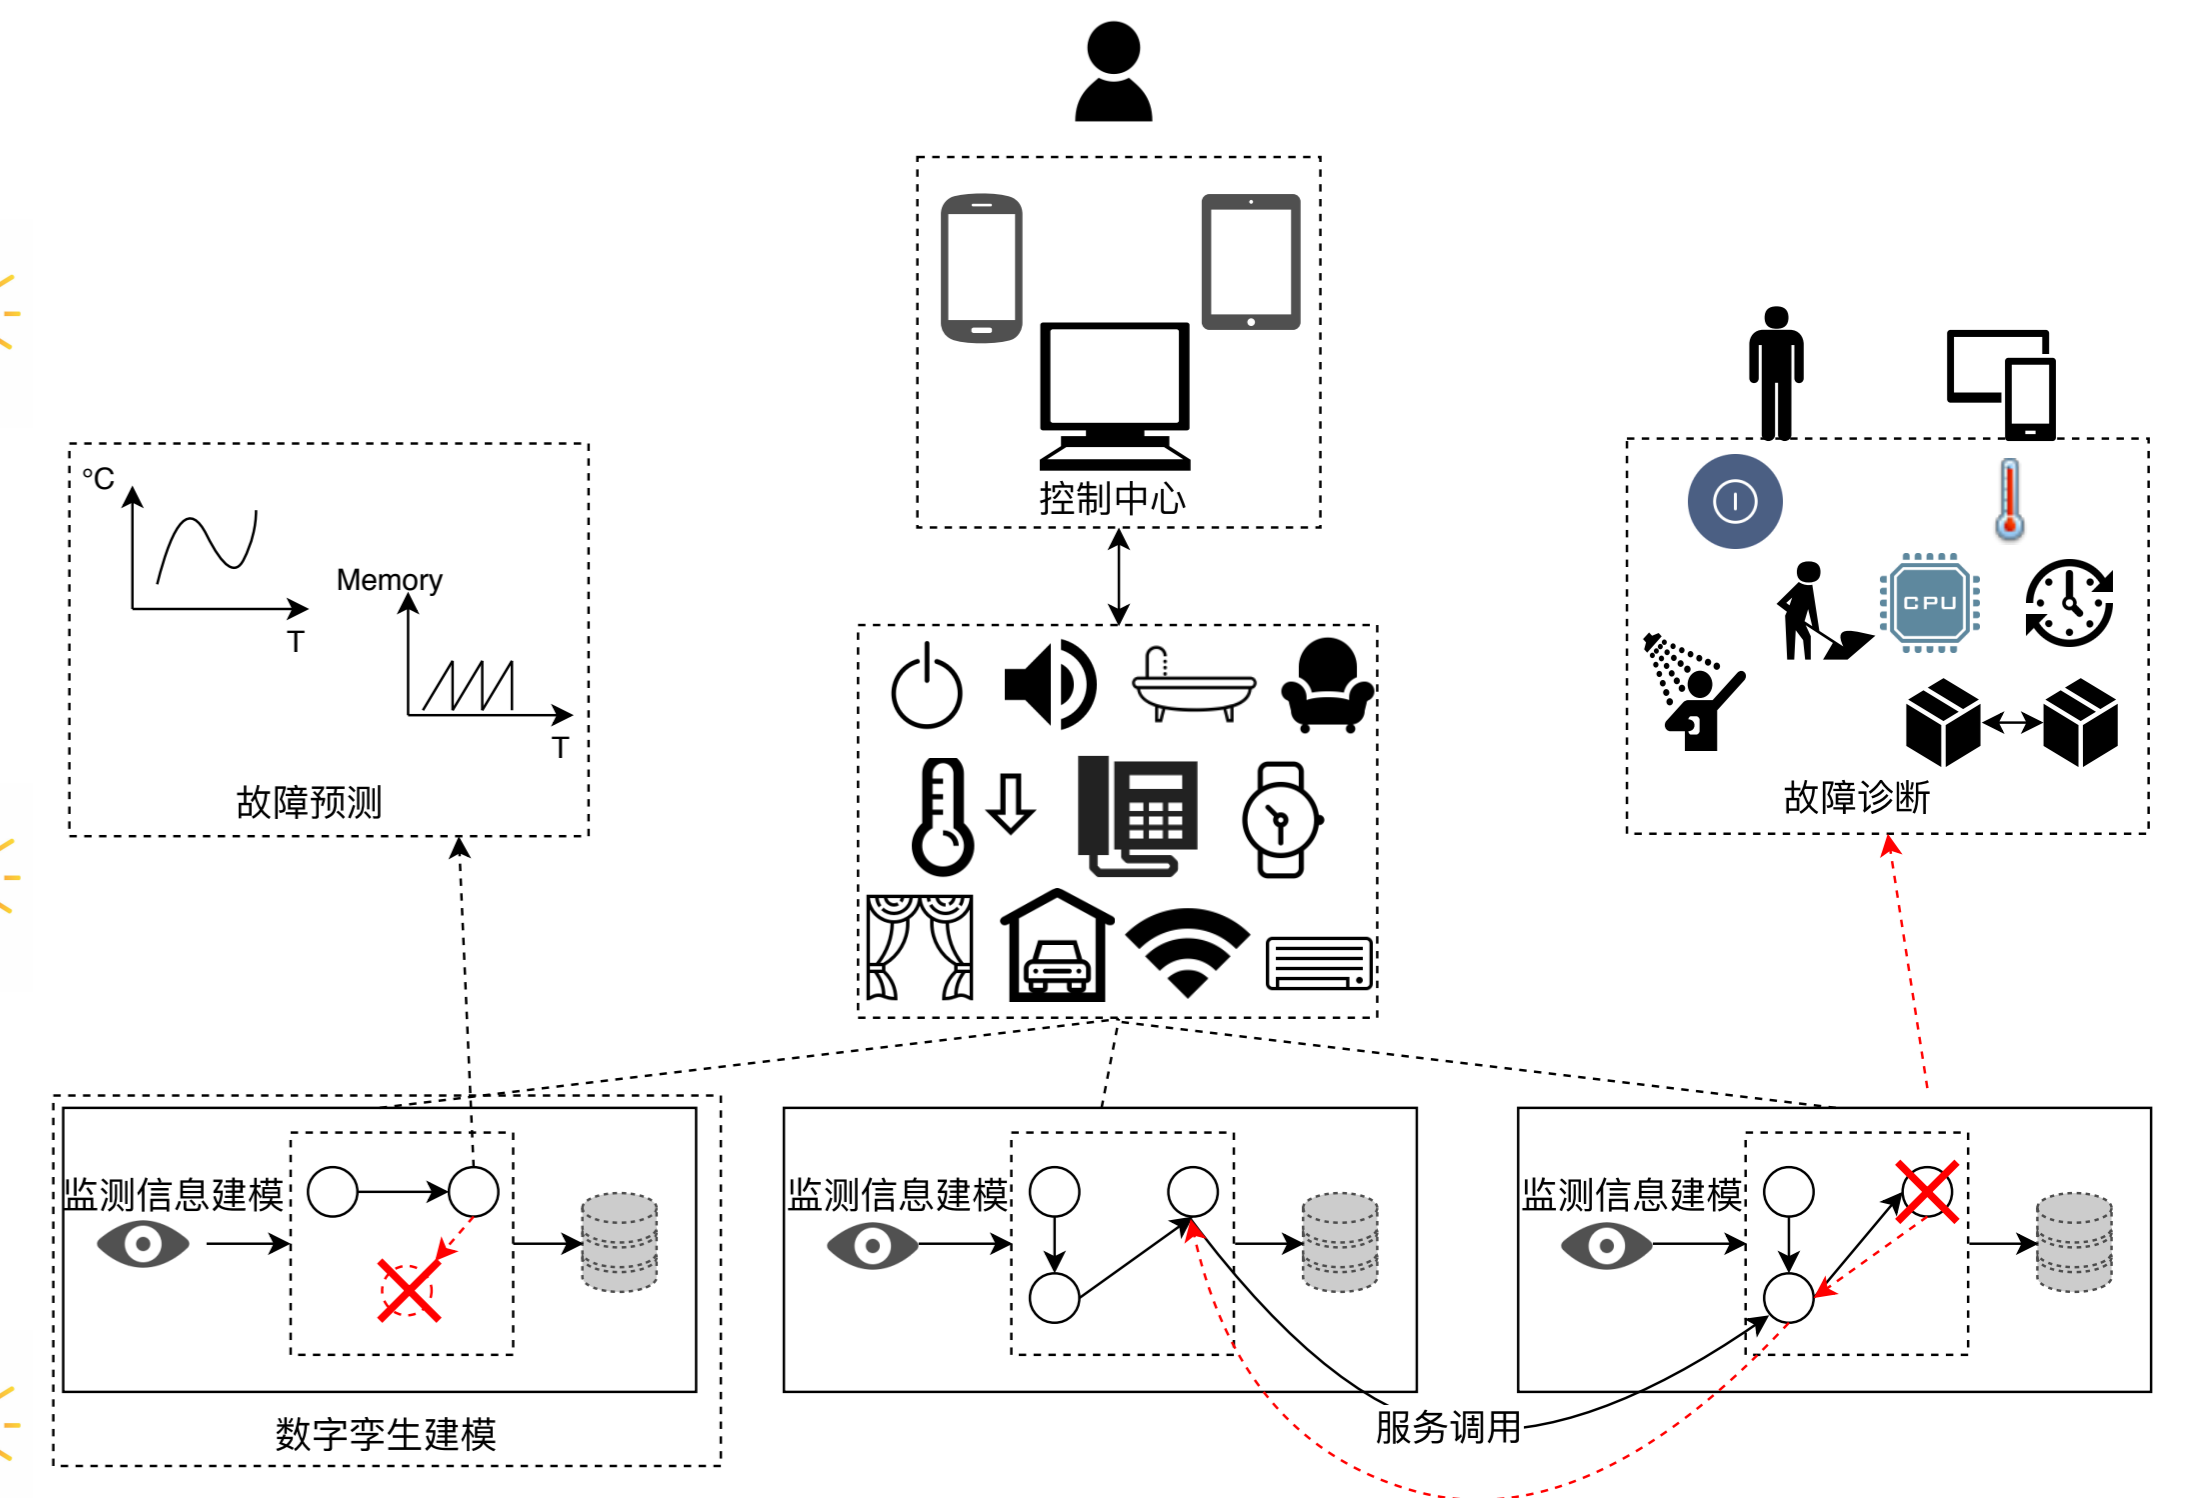 控制中心
°C
T
Memory
T
故障预测
CPU
故障诊断
监测信息建模
监测信息建模
监测信息建模
数字孪生建模
服务调用